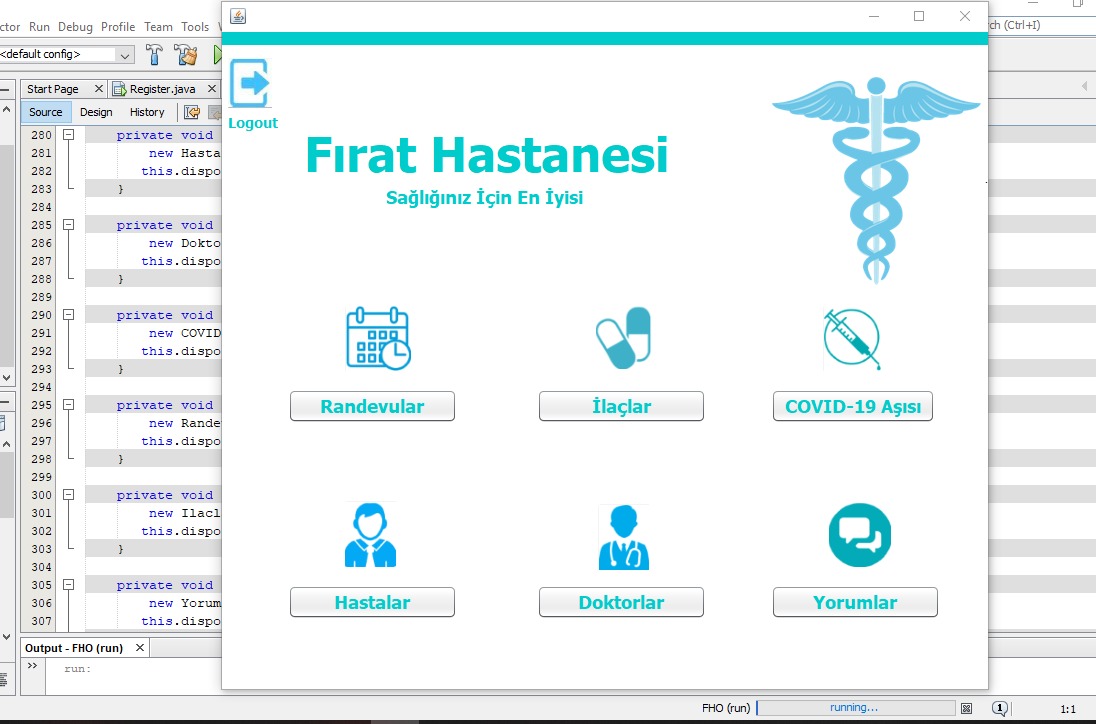 ctor Run Debug Profile Team Tools
ch (Ctrl+I)
<default config>
Start Page
Register.java
Source Design History
Logout
Fırat Hastanesi
Sağlığınız İçin En İyisi
Randevular
İlaçlar
COVID-19 Aşısı
Hastalar
Doktorlar
Yorumlar
280 private void
281 new Hasta
282 this.dispo
283 }
284
285 private void
286 new Dokto
287 this.dispo
288 }
289
290 private void
291 new COVID
292 this.dispo
293 }
294
295 private void
296 new Rande
297 this.dispo
298 }
299
300 private void
301 new Ilacl
302 this.dispo
303 }
304
305 private void
306 new Yorum
307 this.dispo
Output - FHO (run)
run:
FHO (run)
running...
1
1:1